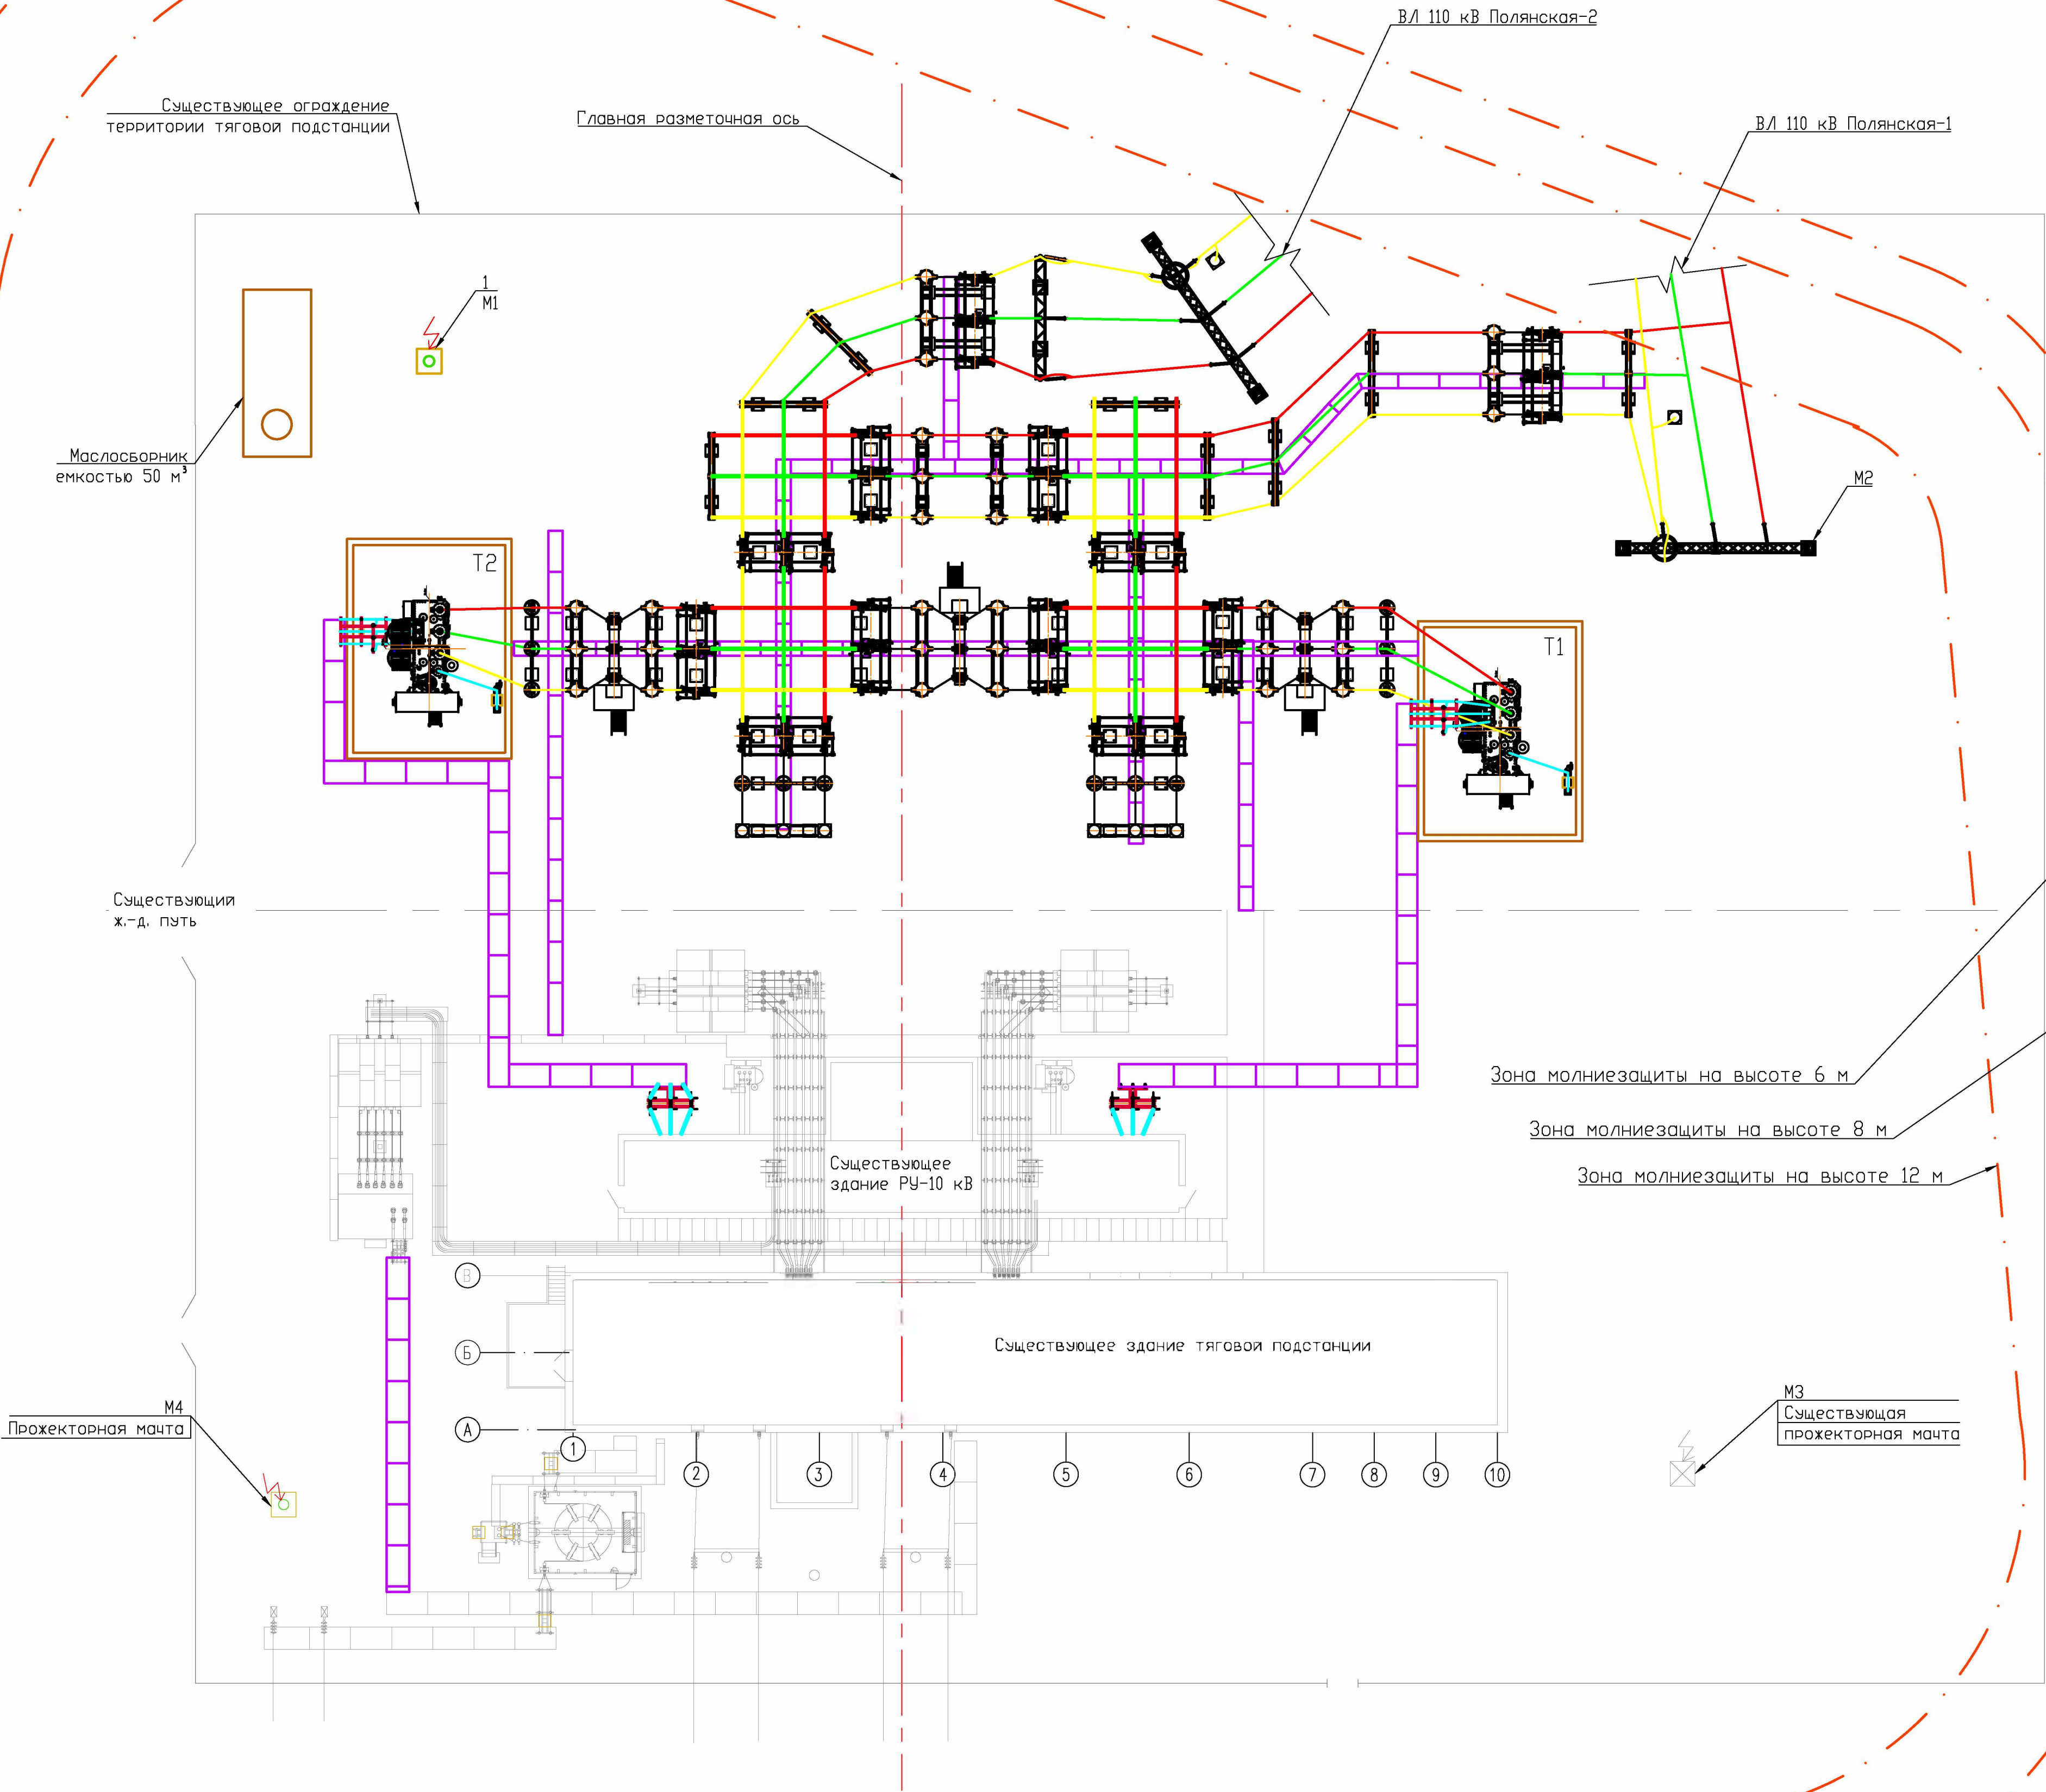 ВЛ 110 кВ Полянская-2
Существующее ограждение
территории тяговой подстанции
Главная разметочная ось
ВЛ 110 кВ Полянская-1
1
М1
Маслосборник
емкостью 50 м³
М2
Т2
Т1
Существующий
ж.-д. путь
Зона молниезащиты на высоте 6 м
Зона молниезащиты на высоте 8 м
Зона молниезащиты на высоте 12 м
Существующее
здание РУ-10 кВ
В
Существующее здание тяговой подстанции
Б
М4
Прожекторная мачта
М3
Существующая
прожекторная мачта
А
1
2
3
4
5
6
7
8
9
10